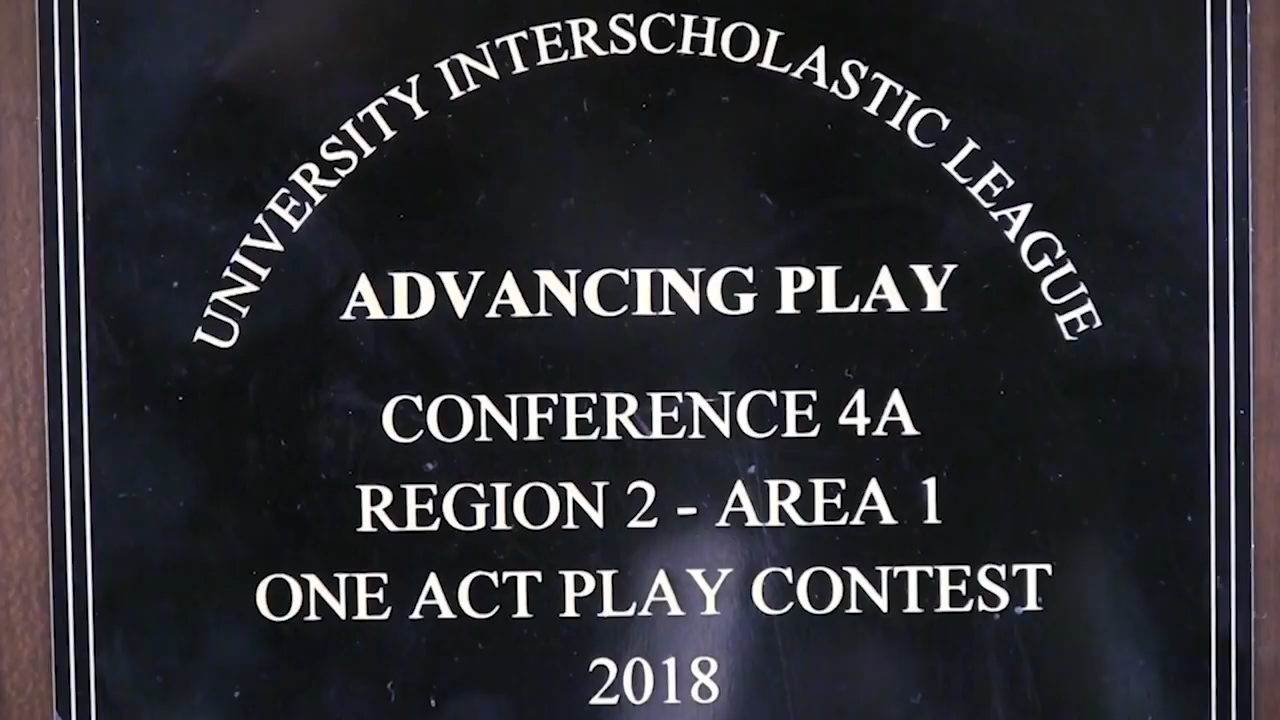 UNIVERSITY INTERSCHOLASTIC LEAGUE
ADVANCING PLAY
CONFERENCE 4A
REGION 2 - AREA 1
ONE ACT PLAY CONTEST
2018